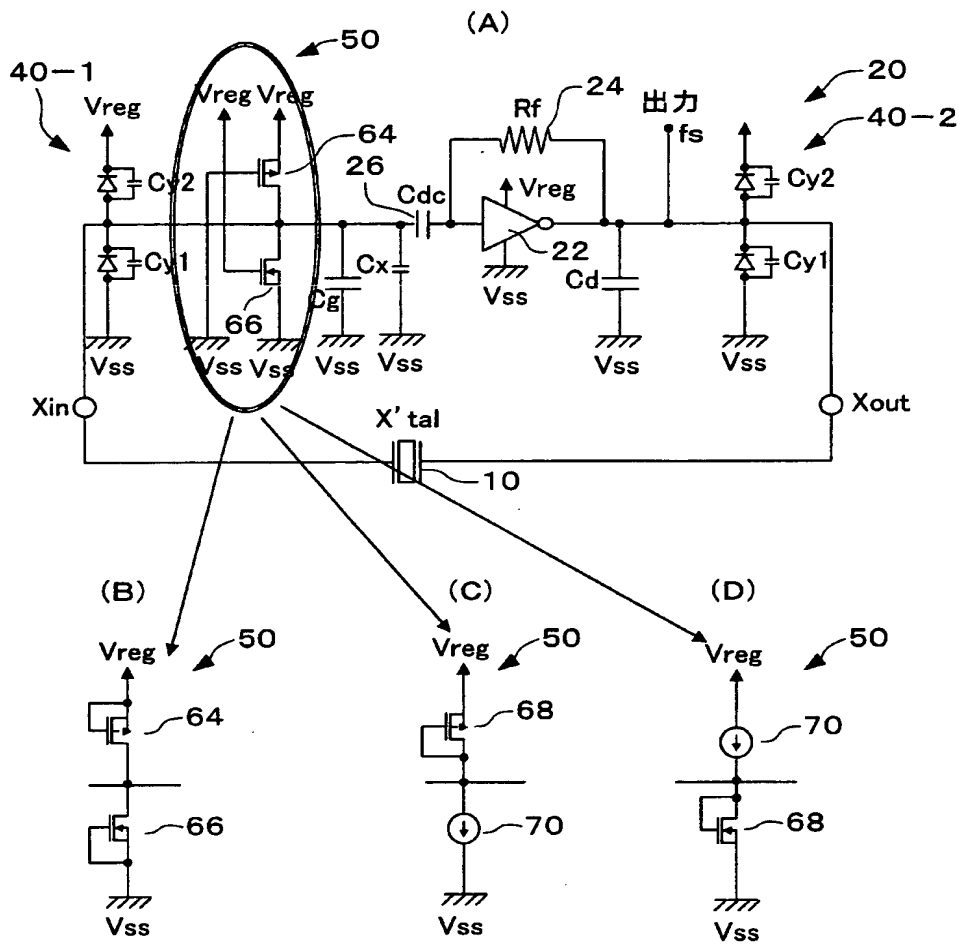 (A)
50
40-1
Vreg
Vreg
Vreg
64
Cy2
Cy1
66
26
Cdc
Rf
24
出力
fs
20
40-2
Vreg
22
Vss
Cy2
Cy1
Cg
Cx
Cd
Vss
Vss
Vss
Vss
Vss
Vss
Vss
Xin
X'tal
10
Xout
(B)
Vreg
50
64
66
Vss
(C)
Vreg
50
68
70
Vss
(D)
Vreg
50
70
68
Vss